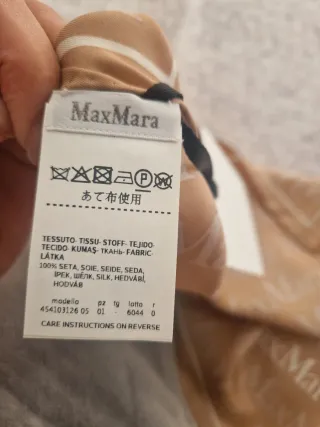 MaxMara
P W
あて布使用
TESSUTO- TISSU- STOFF- TEJIDO-
TECIDO- KUMAŞ- ТКАНЬ- FABRIC-
LÁTKA
100% SETA, SOIE, SEIDE, SEDA,
İPEK, ШЁЛК, SILK, HEDVÁBÍ,
HODVÁB
modello pz tg lotto r
454103126 05 01 - 6044 0
CARE INSTRUCTIONS ON REVERSE
MaxMara